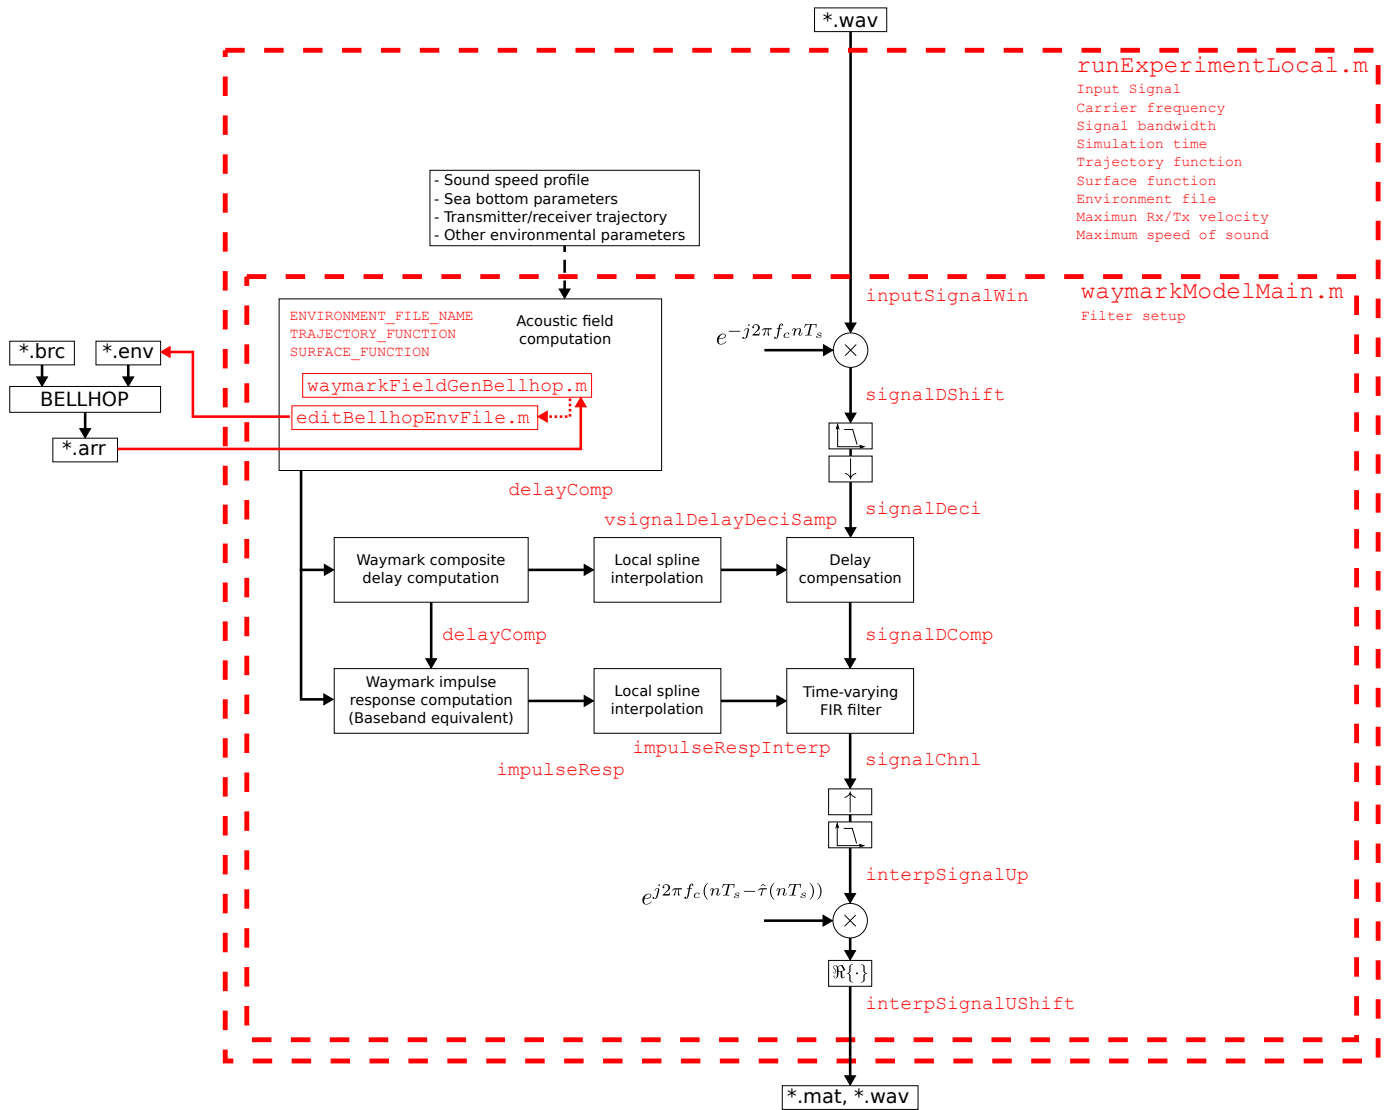 *.wav
runExperimentLocal.m
Input Signal
Carrier frequency
Signal bandwidth
Simulation time
Trajectory function
Surface function
Environment file
Maximun Rx/Tx velocity
Maximum speed of sound
- Sound speed profile
- Sea bottom parameters
- Transmitter/receiver trajectory
- Other environmental parameters
inputSignalWin
waymarkModelMain.m
Filter setup
ENVIRONMENT_FILE_NAME
TRAJECTORY_FUNCTION
SURFACE_FUNCTION
Acoustic field
computation
e^{-j2πf_c nT_s}
×
*.brc
*.env
BELLHOP
*.arr
waymarkFieldGenBellhop.m
editBellhopEnvFile.m
signalDShift
↓
delayComp
signalDeci
vsignalDelayDeciSamp
Waymark composite
delay computation
Local spline
interpolation
Delay
compensation
delayComp
signalDComp
Waymark impulse
response computation
(Baseband equivalent)
Local spline
interpolation
Time-varying
FIR filter
impulseRespInterp
impulseResp
signalChnl
↑
interpSignalUp
e^{j2πf_c(nT_s−τ̂(nT_s))}
×
ℜ{·}
interpSignalUShift
*.mat, *.wav